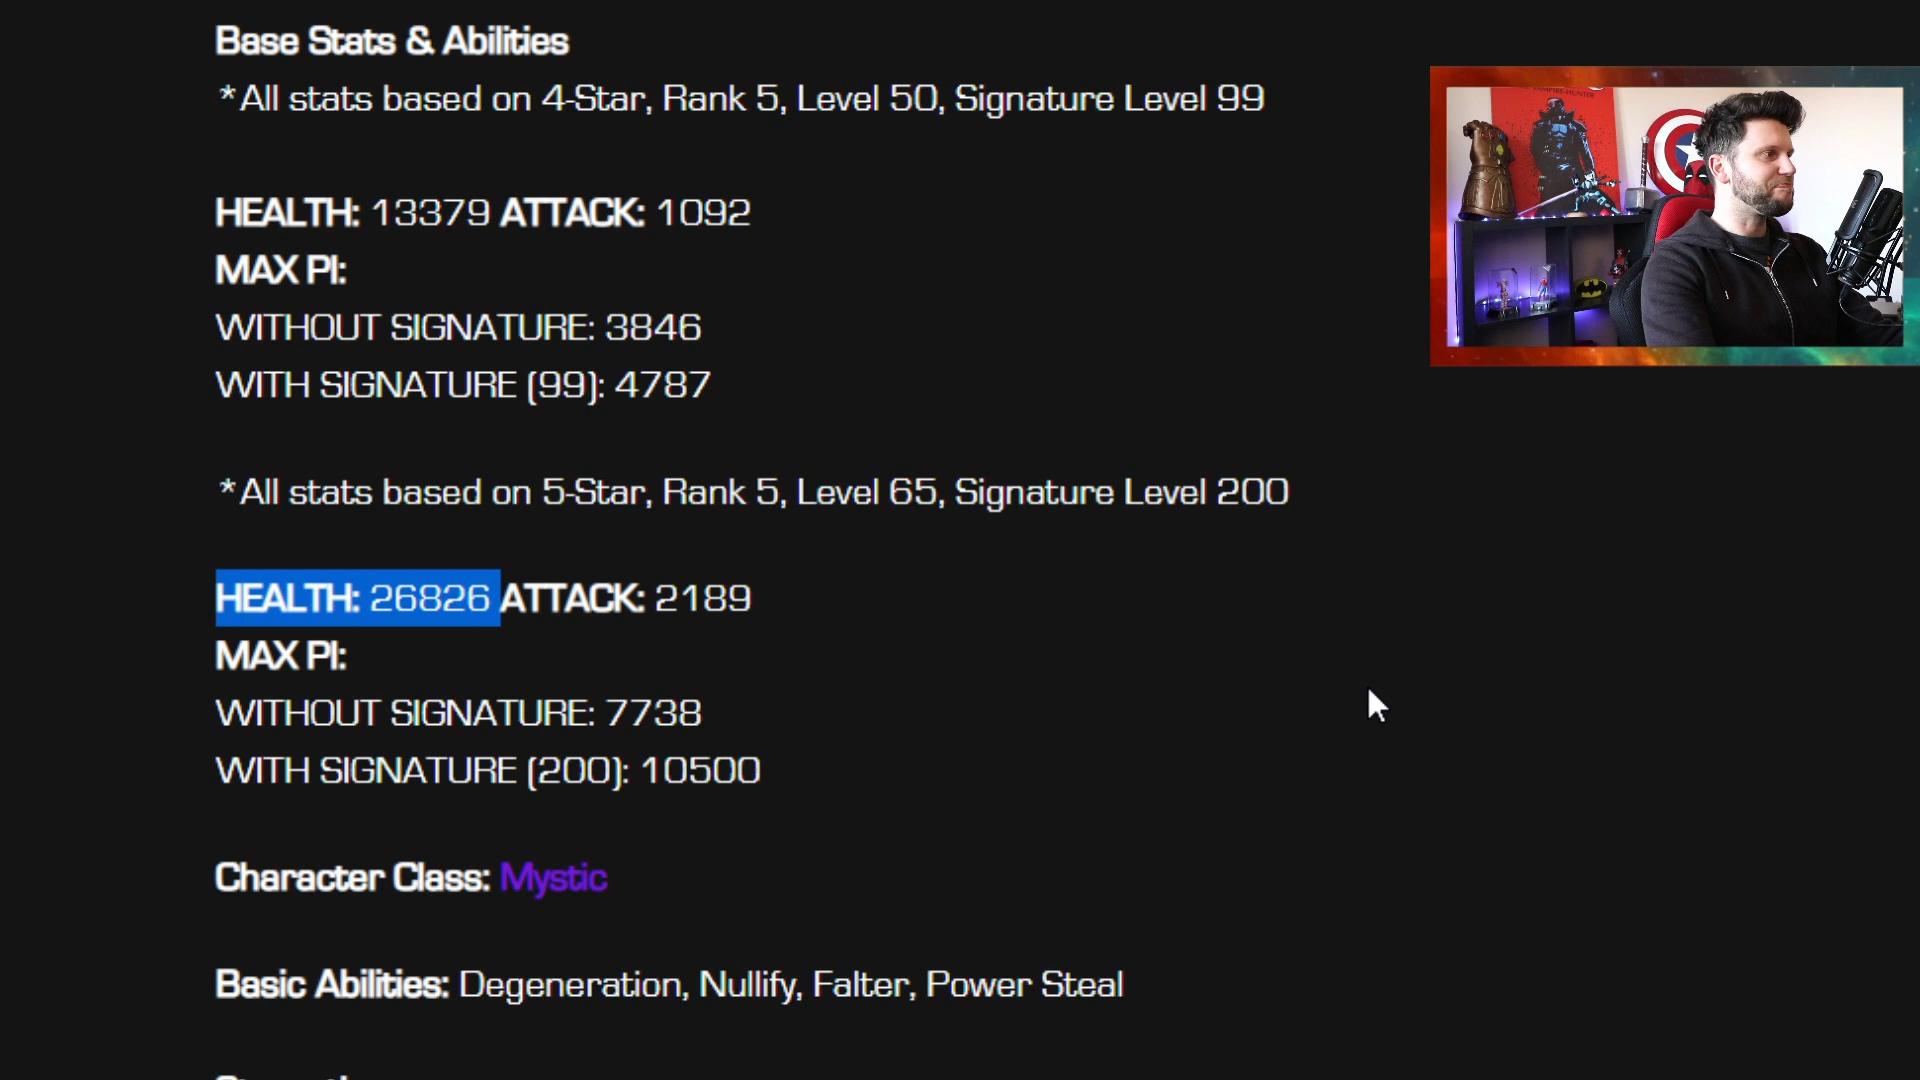 Base Stats & Abilities
*All stats based on 4-Star, Rank 5, Level 50, Signature Level 99
HEALTH: 13379 ATTACK: 1092
MAX PI:
WITHOUT SIGNATURE: 3846
WITH SIGNATURE (99): 4787
*All stats based on 5-Star, Rank 5, Level 65, Signature Level 200
HEALTH: 26826 ATTACK: 2189
MAX PI:
WITHOUT SIGNATURE: 7738
WITH SIGNATURE (200): 10500
Character Class: Mystic
Basic Abilities: Degeneration, Nullify, Falter, Power Steal